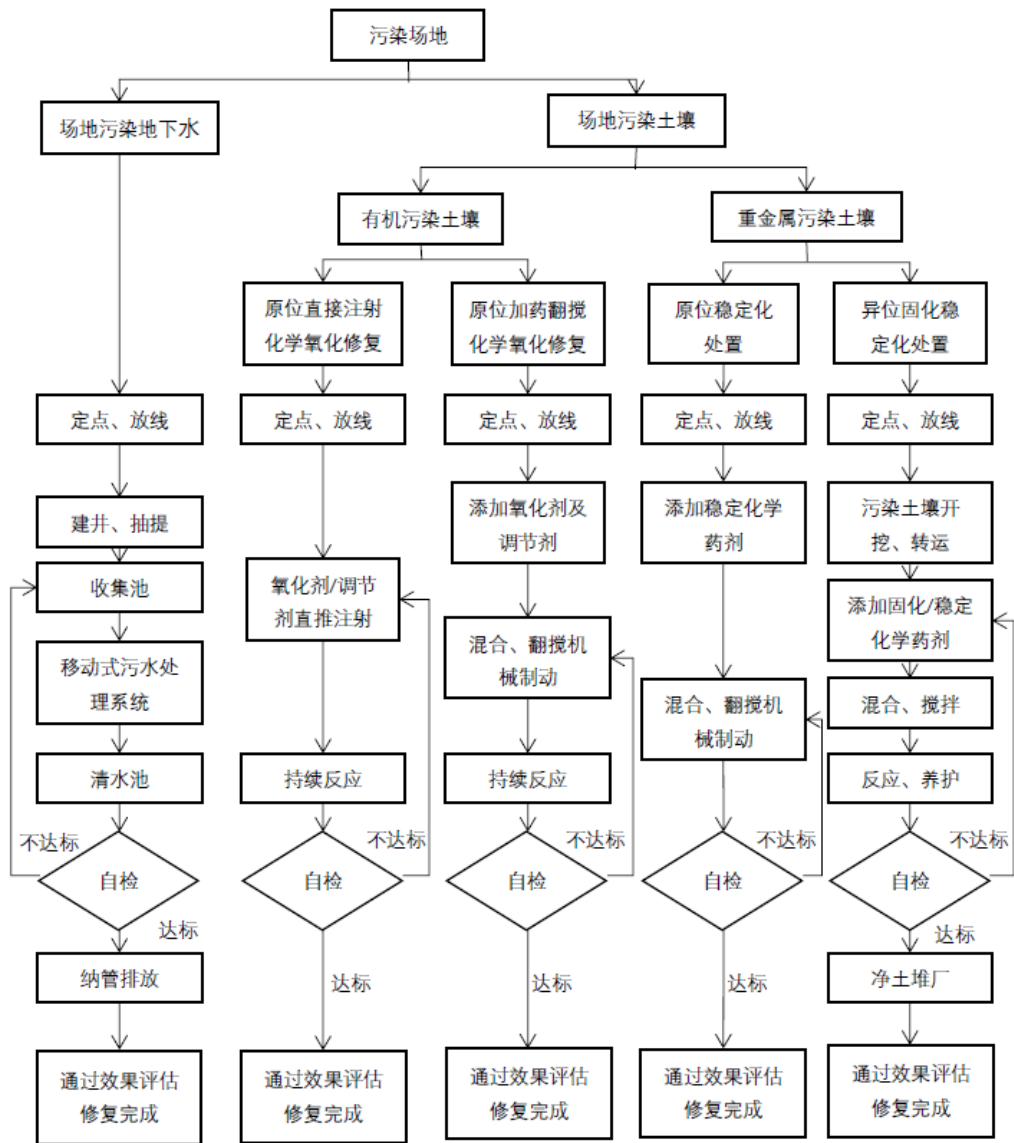 污染场地
场地污染地下水
场地污染土壤
有机污染土壤
重金属污染土壤
原位直接注射
化学氧化修复
原位加药翻搅
化学氧化修复
原位稳定化
处置
异位固化稳
定化处置
定点、放线
定点、放线
定点、放线
定点、放线
定点、放线
建井、抽提
添加氧化剂及
调节剂
添加稳定化学
药剂
污染土壤开
挖、转运
收集池
氧化剂/调节
剂直推注射
添加固化/稳定
化学药剂
移动式污水处
理系统
混合、翻搅机
械制动
混合、翻搅机
械制动
混合、搅拌
清水池
持续反应
持续反应
反应、养护
不达标
不达标
不达标
不达标
不达标
自检
自检
自检
自检
自检
达标
达标
纳管排放
达标
达标
达标
净土堆厂
通过效果评估
修复完成
通过效果评估
修复完成
通过效果评估
修复完成
通过效果评估
修复完成
通过效果评估
修复完成